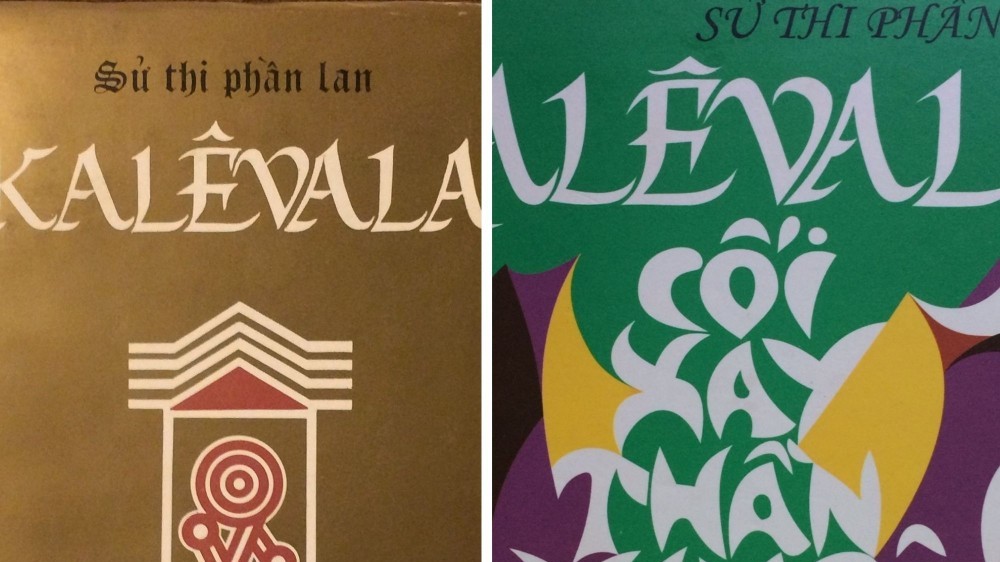 Sử thi phần lan
KALÊVALA
SỬ THI PHẦN
ALÊVAL
CỐI
XAY
THẦN